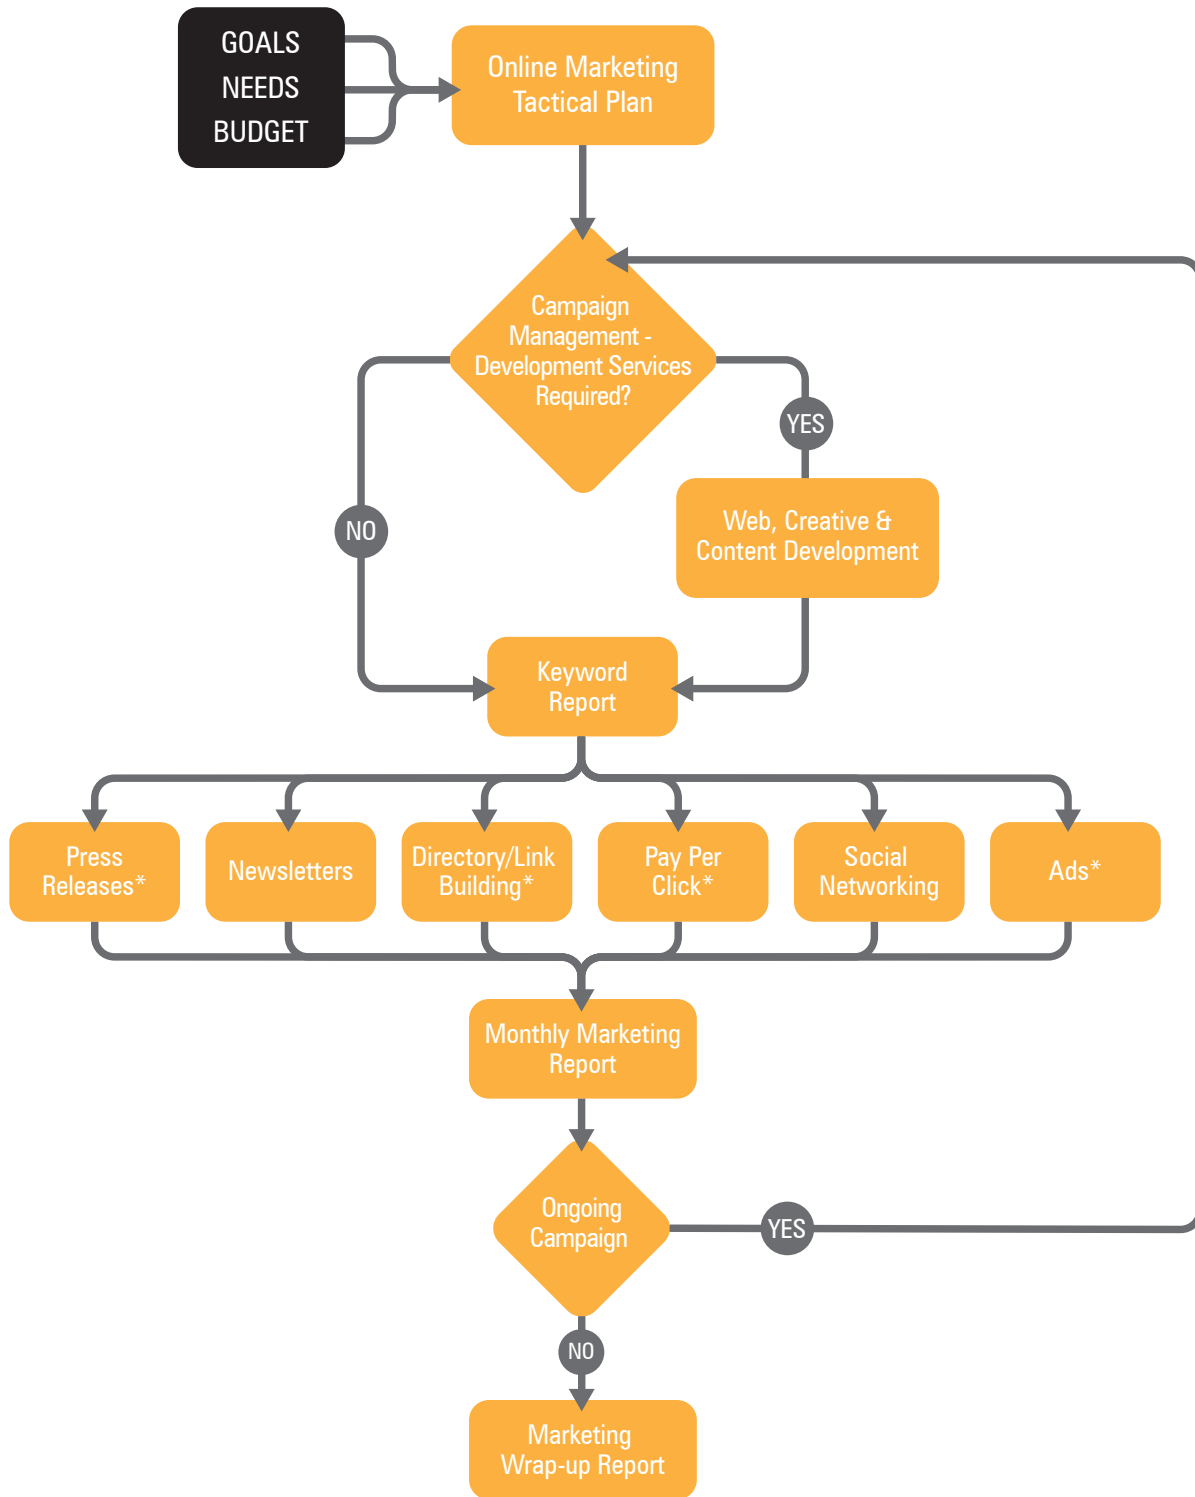 GOALS
NEEDS
BUDGET
Online Marketing
Tactical Plan
Campaign
Management -
Development Services
Required?
YES
NO
Web, Creative &
Content Development
Keyword
Report
Press
Releases*
Newsletters
Directory/Link
Building*
Pay Per
Click*
Social
Networking
Ads*
Monthly Marketing
Report
Ongoing
Campaign
YES
NO
Marketing
Wrap-up Report